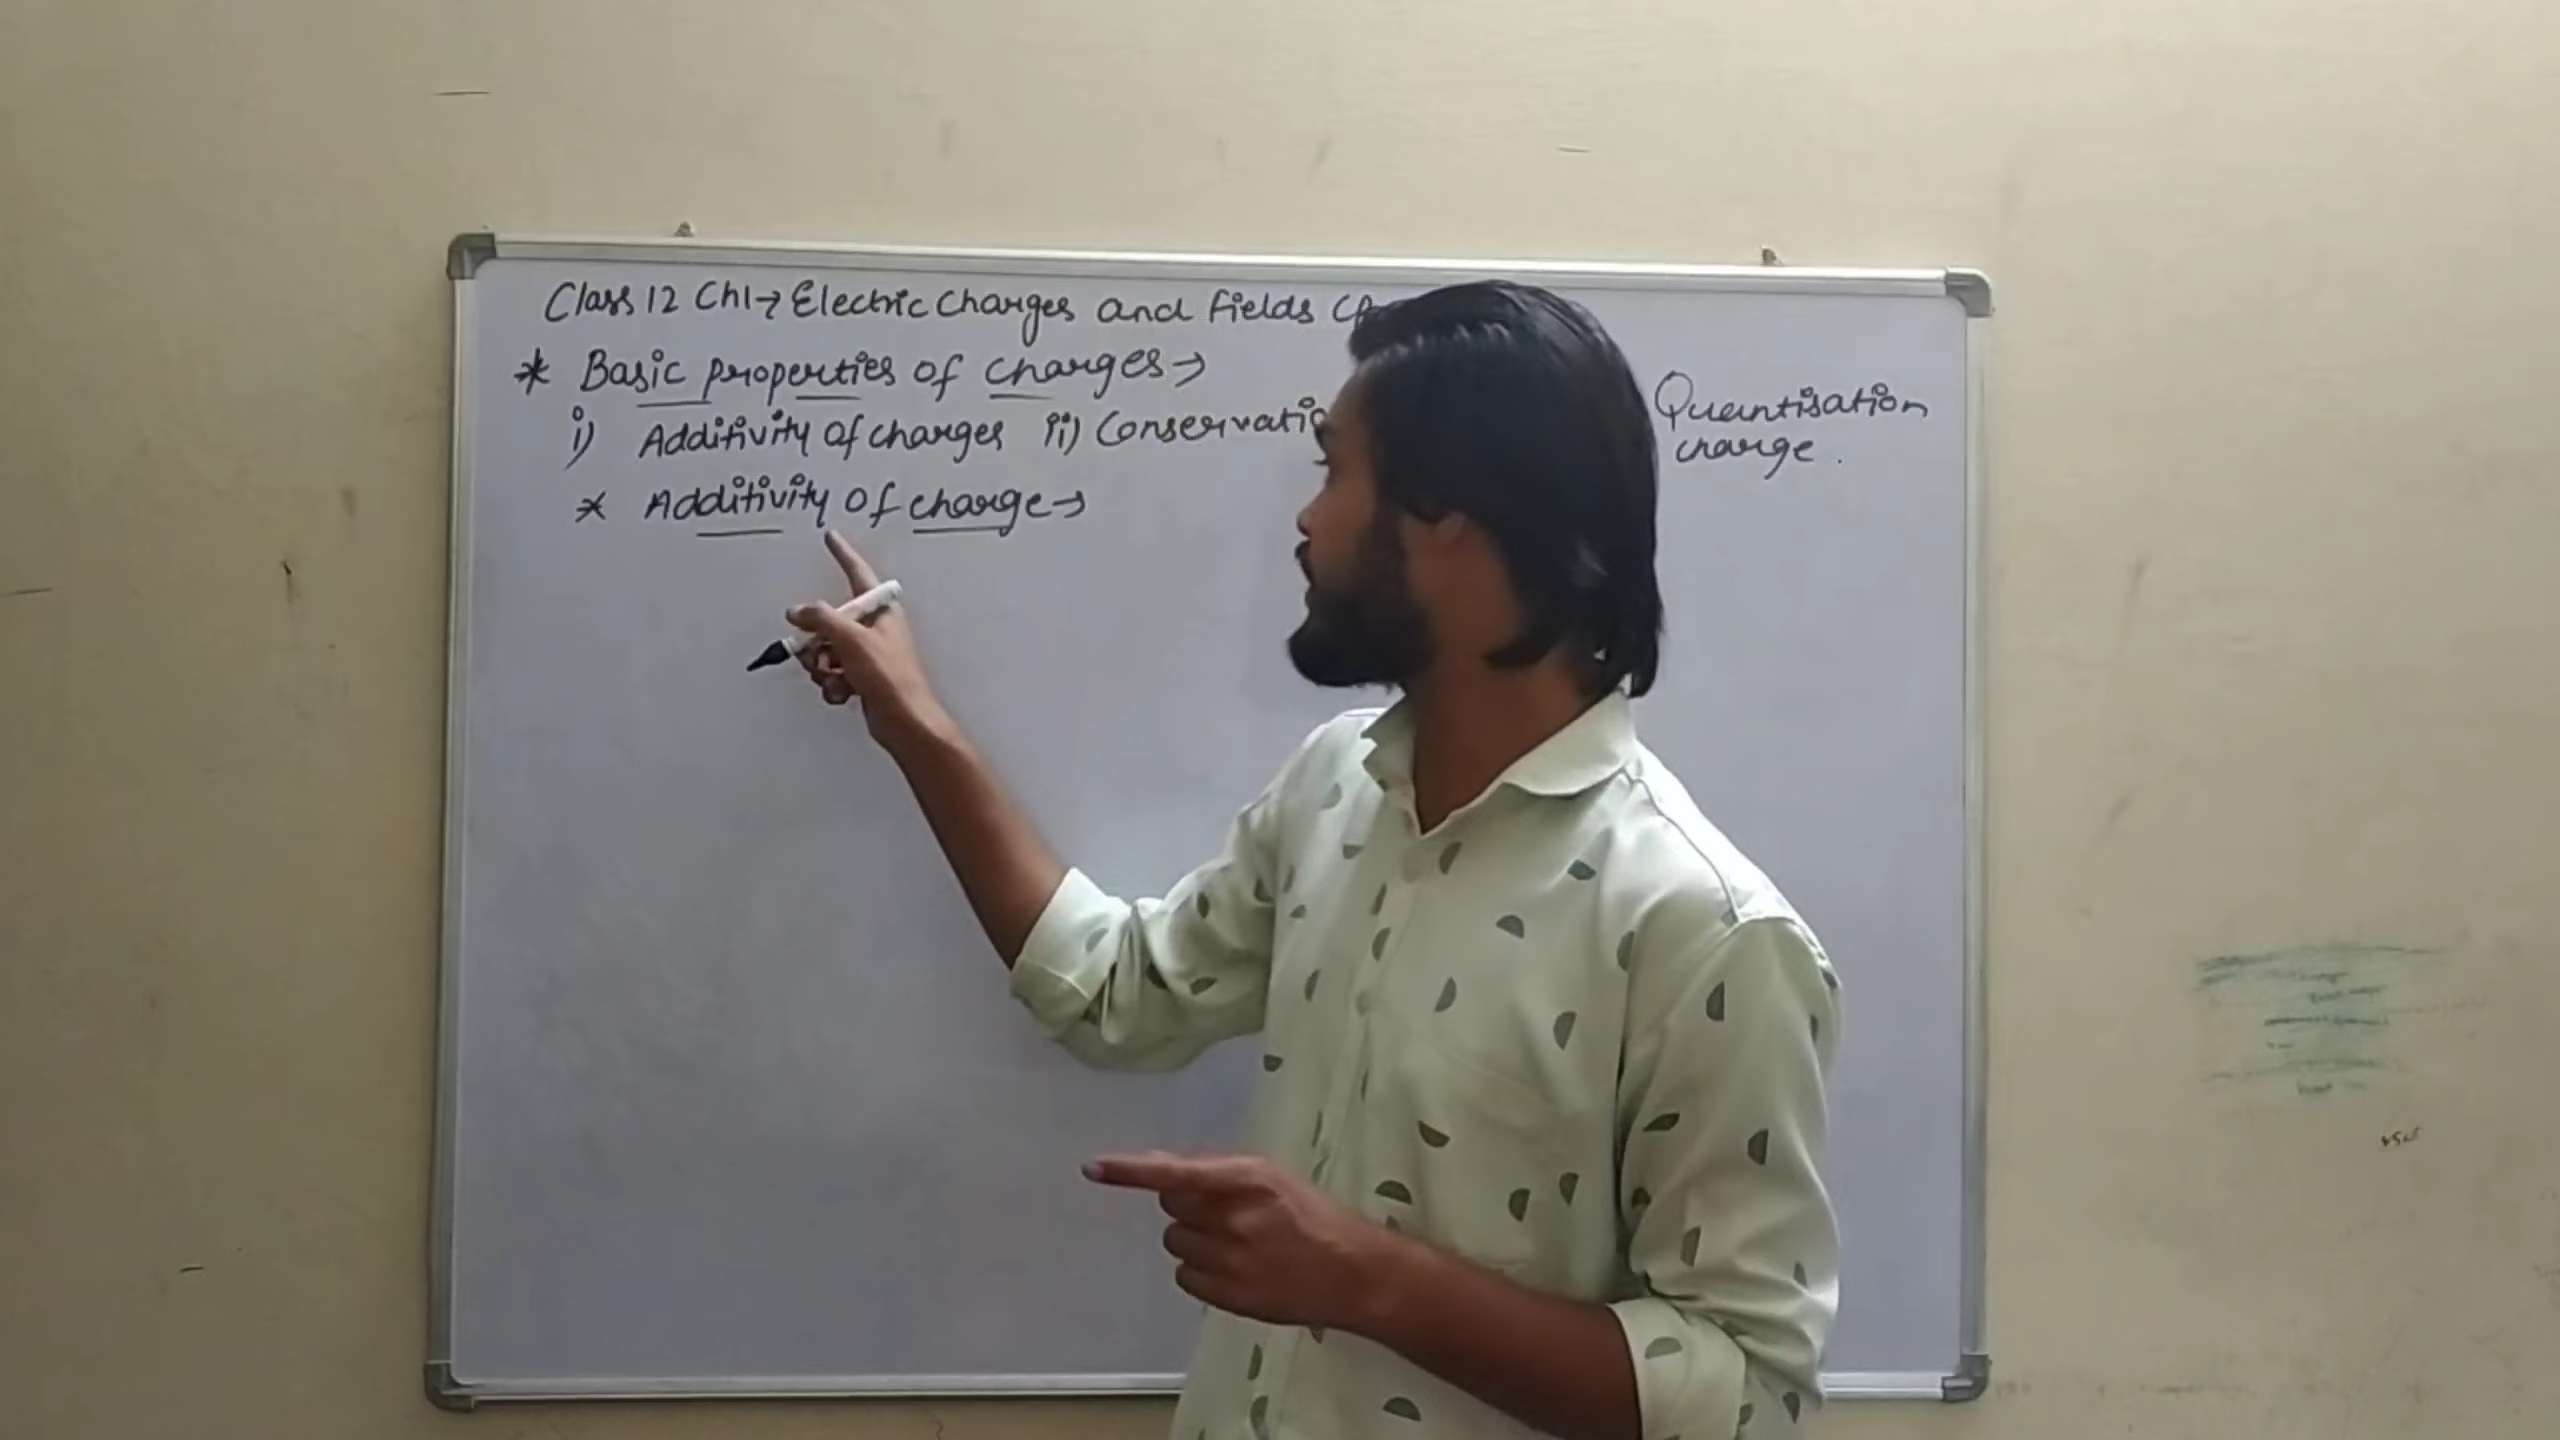 Class 12 Ch1→ Electric Charges and Fields
* Basic properties of charges→
i) Additivity of charges ii) Quantisation
charge.
* Additivity of charge→